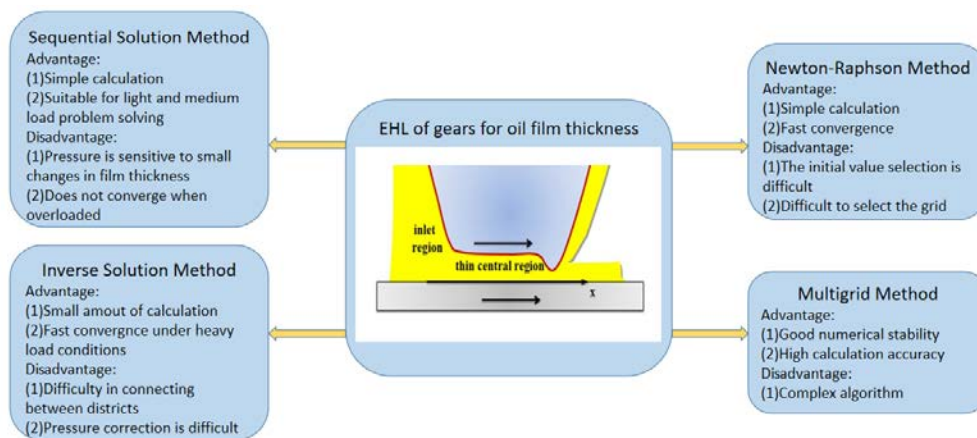 Sequential Solution Method
Advantage:
(1)Simple calculation
(2)Suitable for light and medium
load problem solving
Disadvantage:
(1)Pressure is sensitive to small
changes in film thickness
(2)Does not converge when
overloaded
Inverse Solution Method
Advantage:
(1)Small amout of calculation
(2)Fast convergnce under heavy
load conditions
Disadvantage:
(1)Difficulty in connecting
between districts
(2)Pressure correction is difficult
EHL of gears for oil film thickness
inlet
region
thin central region
x
Newton-Raphson Method
Advantage:
(1)Simple calculation
(2)Fast convergence
Disadvantage:
(1)The initial value selection is
difficult
(2)Difficult to select the grid
Multigrid Method
Advantage:
(1)Good numerical stability
(2)High calculation accuracy
Disadvantage:
(1)Complex algorithm